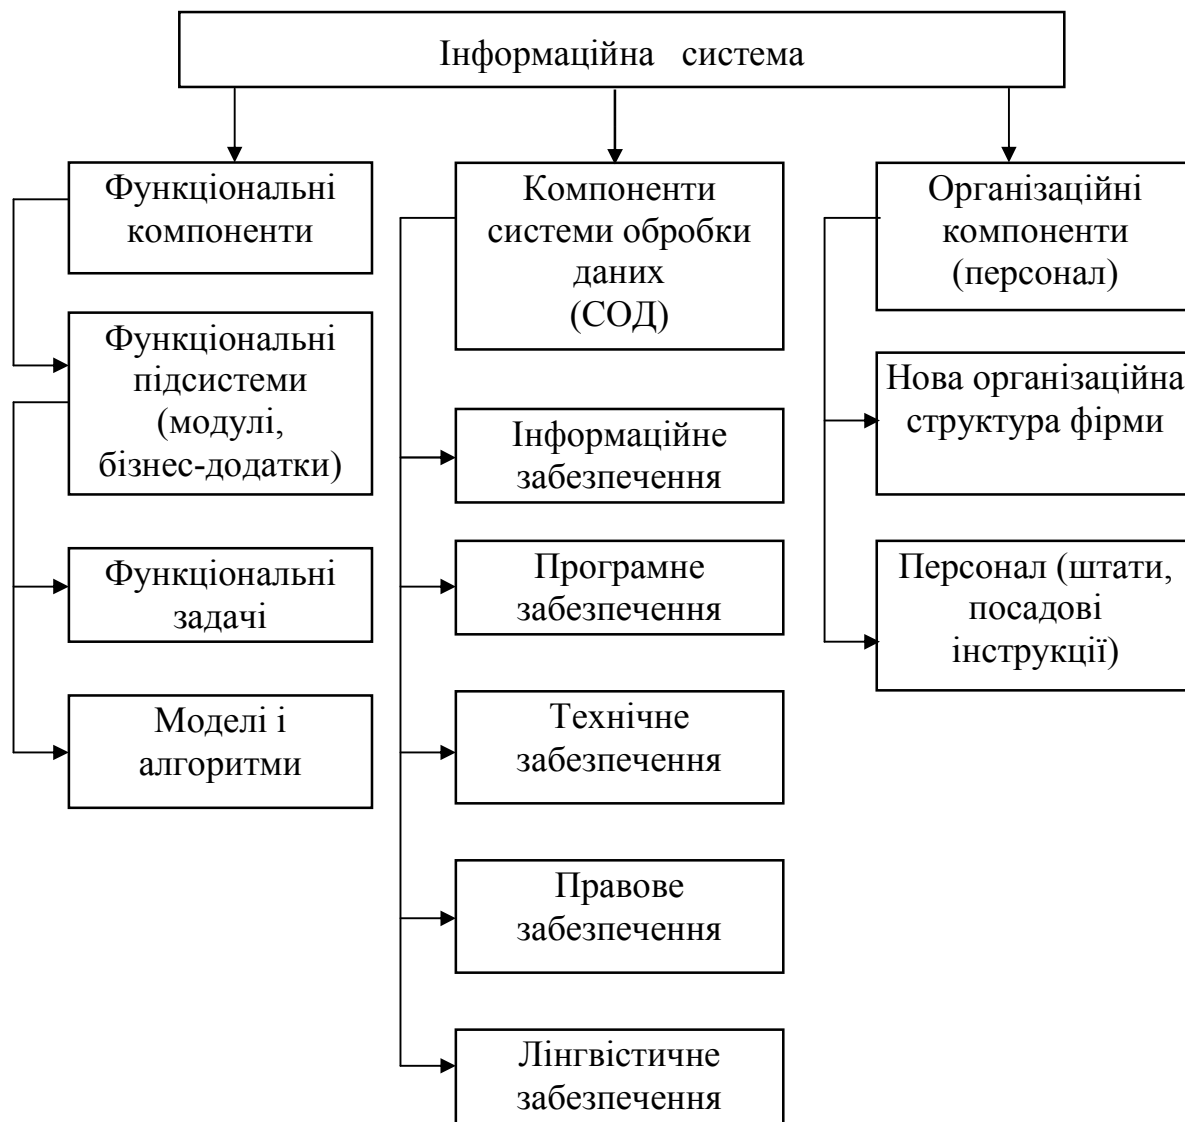 Інформаційна система
Функціональні
компоненти
Функціональні
підсистеми
(модулі,
бізнес-додатки)
Функціональні
задачі
Моделі і
алгоритми
Компоненти
системи обробки
даних
(СОД)
Інформаційне
забезпечення
Програмне
забезпечення
Технічне
забезпечення
Правове
забезпечення
Лінгвістичне
забезпечення
Організаційні
компоненти
(персонал)
Нова організаційна
структура фірми
Персонал (штати,
посадові
інструкції)